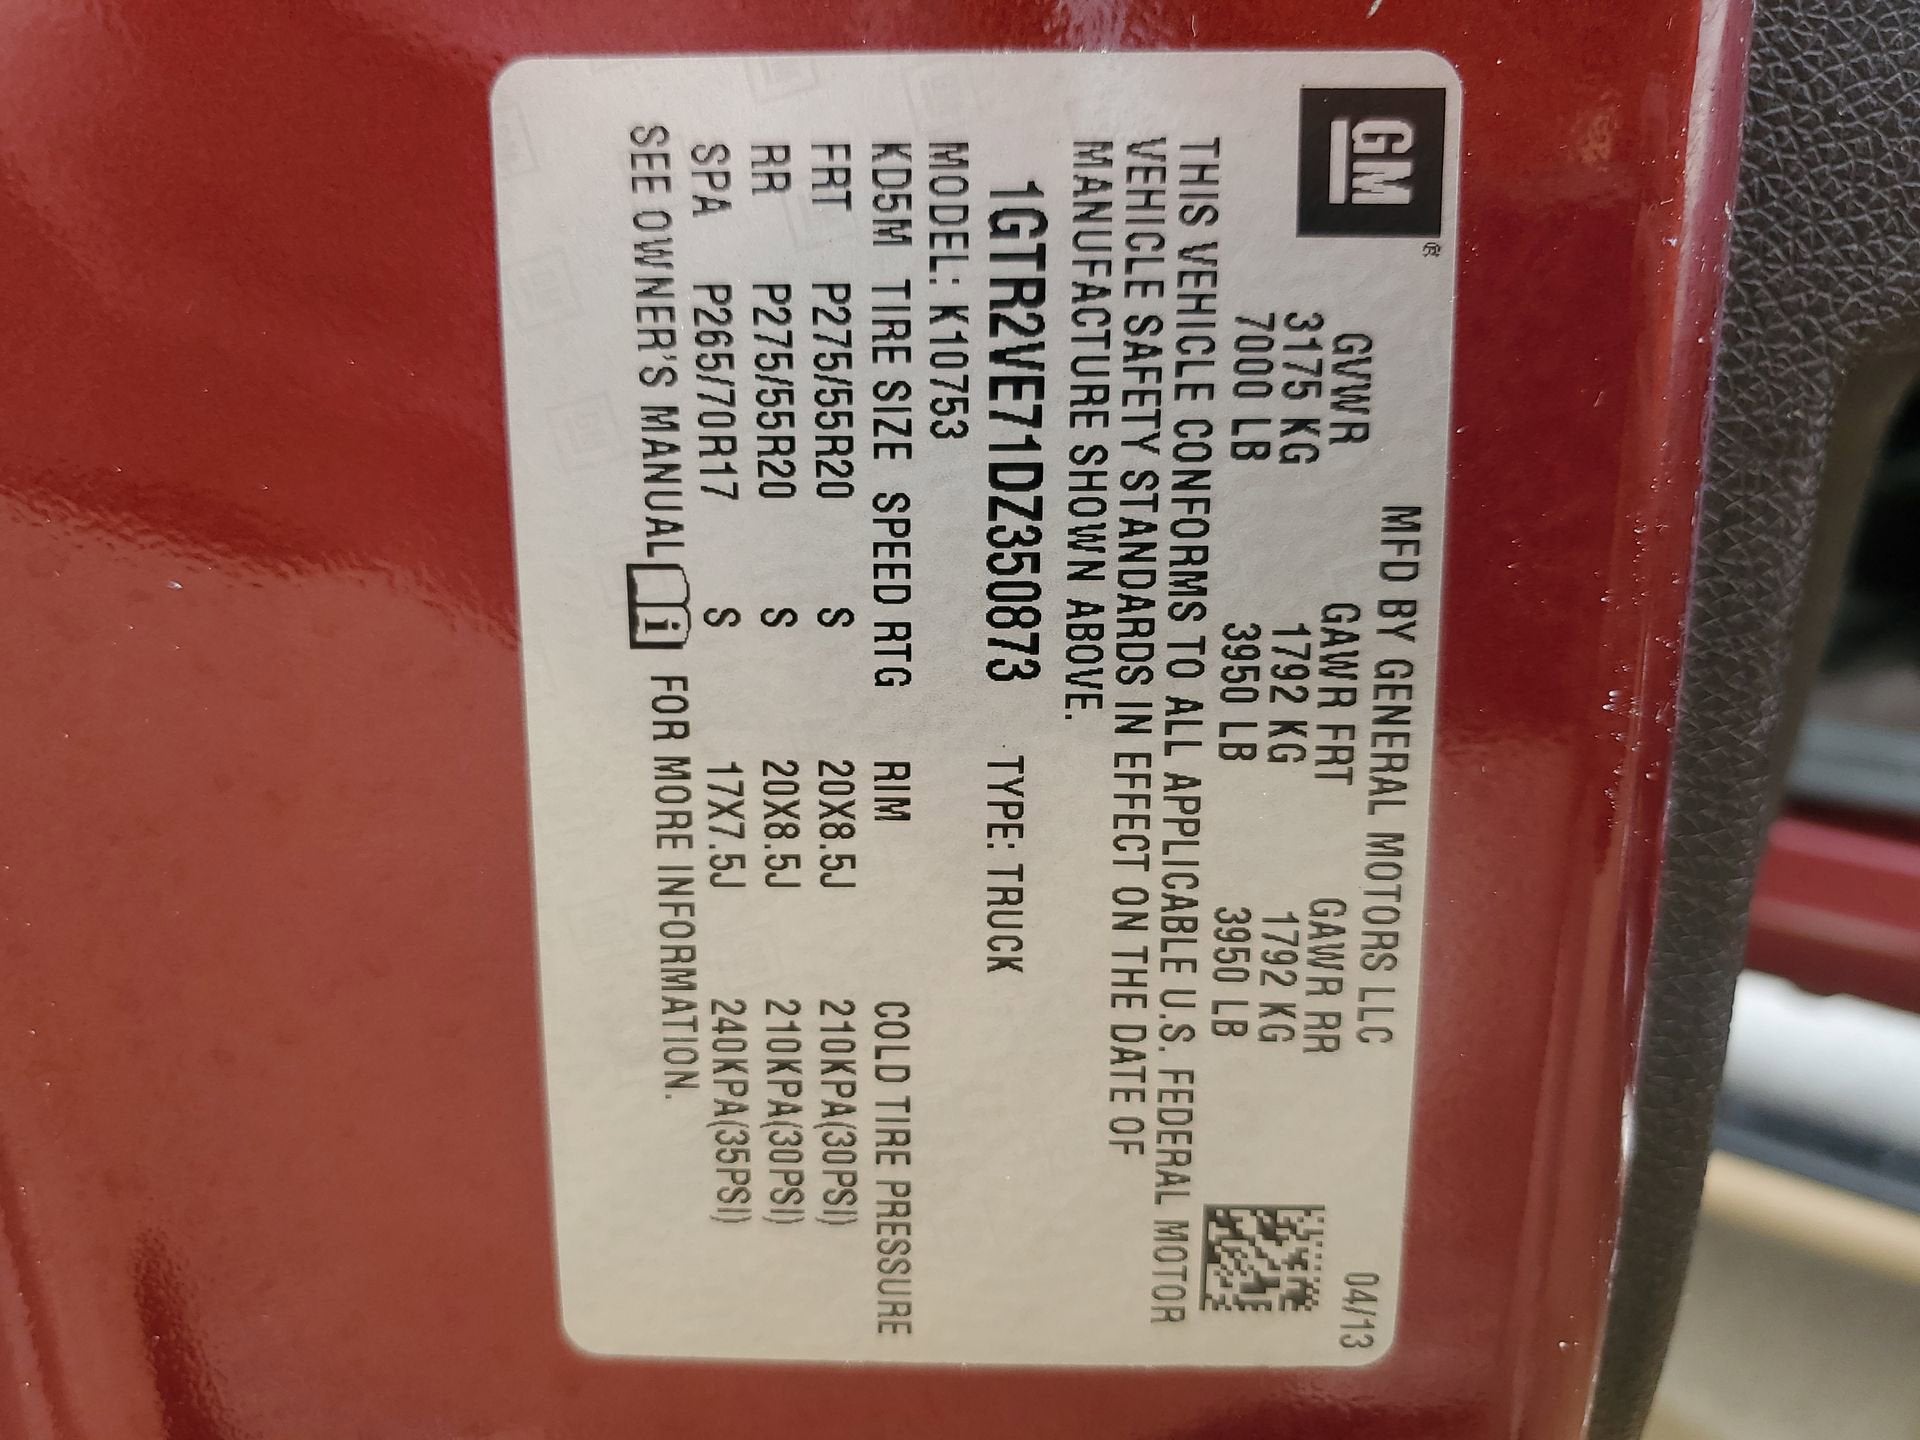 GM®
MFD BY GENERAL MOTORS LLC 04/13
GVWR GAWR FRT GAWR RR
3175 KG 1792 KG 1792 KG
7000 LB 3950 LB 3950 LB
THIS VEHICLE CONFORMS TO ALL APPLICABLE U.S. FEDERAL MOTOR
VEHICLE SAFETY STANDARDS IN EFFECT ON THE DATE OF
MANUFACTURE SHOWN ABOVE.
1GTR2VE71DZ350873 TYPE: TRUCK
MODEL: K10753
KD5M TIRE SIZE SPEED RTG RIM COLD TIRE PRESSURE
FRT P275/55R20 S 20X8.5J 210KPA(30PSI)
RR P275/55R20 S 20X8.5J 210KPA(30PSI)
SPA P265/70R17 S 17X7.5J 240KPA(35PSI)
SEE OWNER'S MANUAL i FOR MORE INFORMATION.